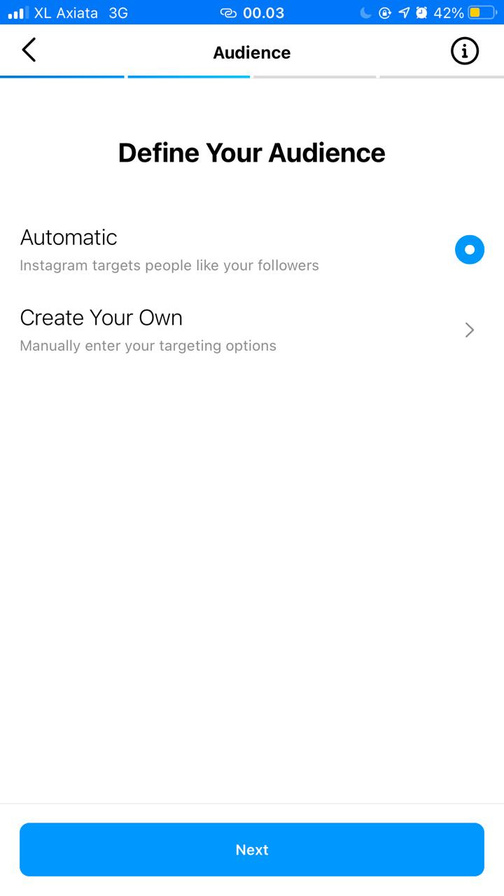 XL Axiata 3G 00.03 42%
Audience
Define Your Audience
Automatic
Instagram targets people like your followers
Create Your Own
Manually enter your targeting options
Next